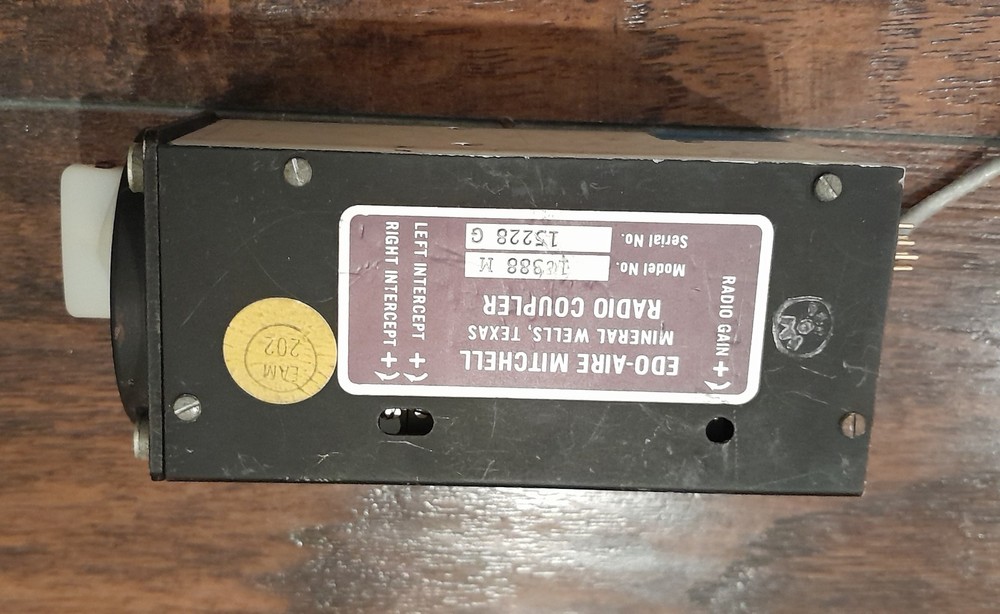 RADIO GAIN +
EDO-AIRE MITCHELL
MINERAL WELLS, TEXAS
RADIO COUPLER
Model No. 1C388 M
Serial No. 15228 G
RIGHT INTERCEPT +
LEFT INTERCEPT +
EAM
202